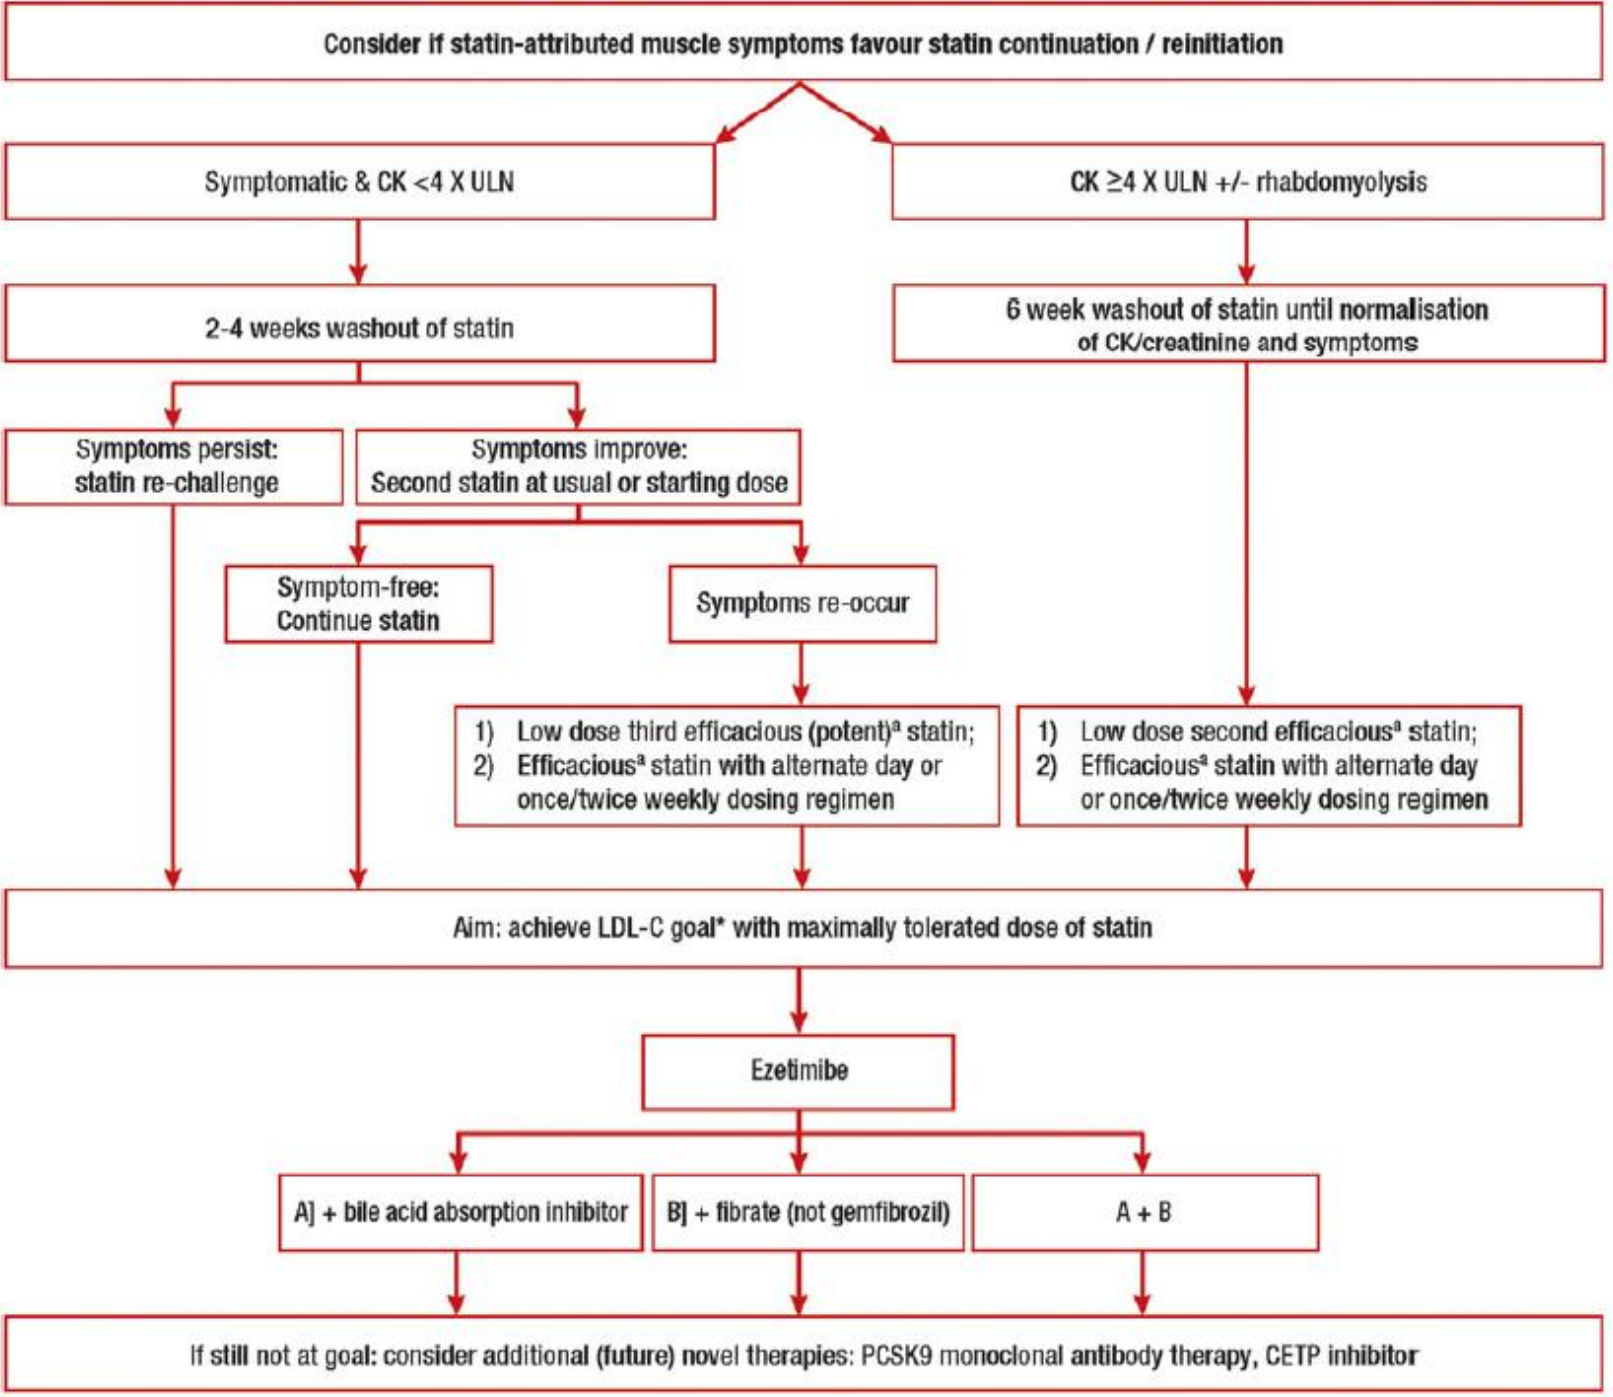 Consider if statin-attributed muscle symptoms favour statin continuation / reinitiation
Symptomatic & CK <4 X ULN
CK ≥4 X ULN +/- rhabdomyolysis
2-4 weeks washout of statin
6 week washout of statin until normalisation
of CK/creatinine and symptoms
Symptoms persist:
statin re-challenge
Symptoms improve:
Second statin at usual or starting dose
Symptom-free:
Continue statin
Symptoms re-occur
1) Low dose third efficacious (potent)ᵃ statin;
2) Efficaciousᵃ statin with alternate day or
once/twice weekly dosing regimen
1) Low dose second efficaciousᵃ statin;
2) Efficaciousᵃ statin with alternate day
or once/twice weekly dosing regimen
Aim: achieve LDL-C goal* with maximally tolerated dose of statin
Ezetimibe
A] + bile acid absorption inhibitor
B] + fibrate (not gemfibrozil)
A + B
If still not at goal: consider additional (future) novel therapies: PCSK9 monoclonal antibody therapy, CETP inhibitor